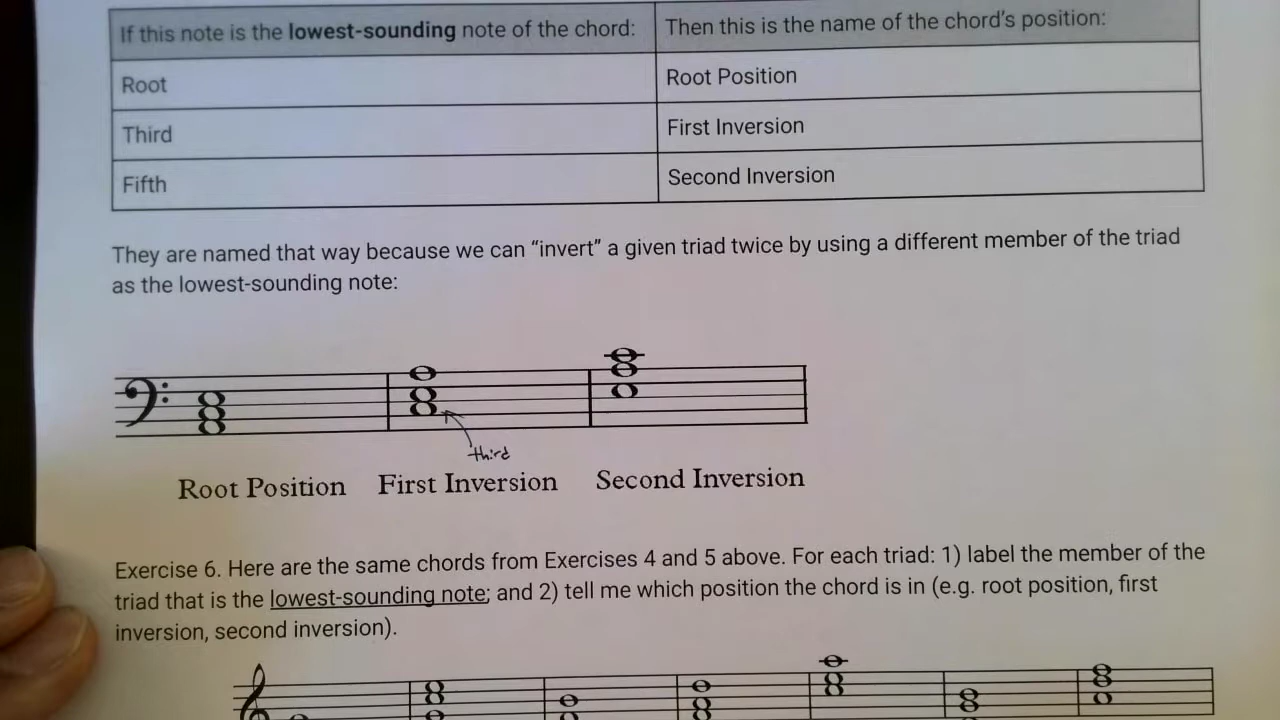 If this note is the lowest-sounding note of the chord: Then this is the name of the chord’s position:
Root Root Position
Third First Inversion
Fifth Second Inversion
They are named that way because we can “invert” a given triad twice by using a different member of the triad
as the lowest-sounding note:
third
Root Position First Inversion Second Inversion
Exercise 6. Here are the same chords from Exercises 4 and 5 above. For each triad: 1) label the member of the
triad that is the lowest-sounding note; and 2) tell me which position the chord is in (e.g. root position, first
inversion, second inversion).